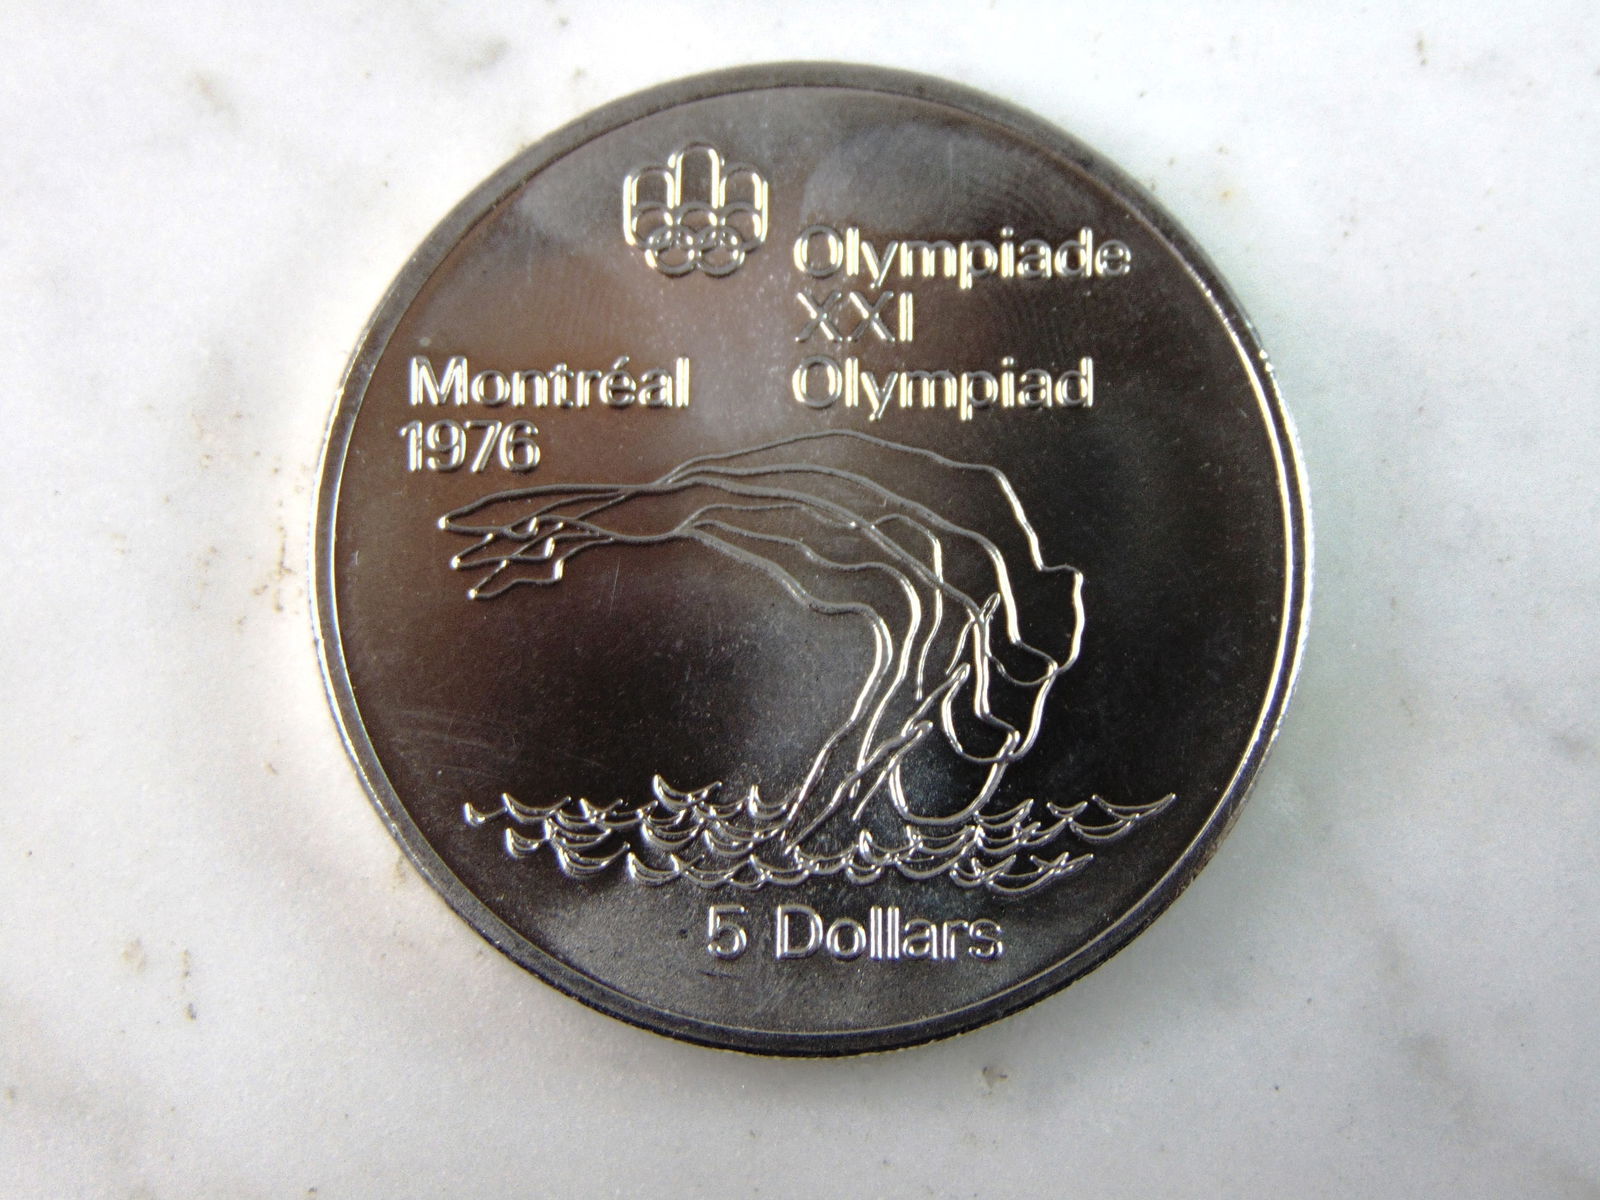 Olympiade
XXI
Olympiad
Montréal
1976
5 Dollars